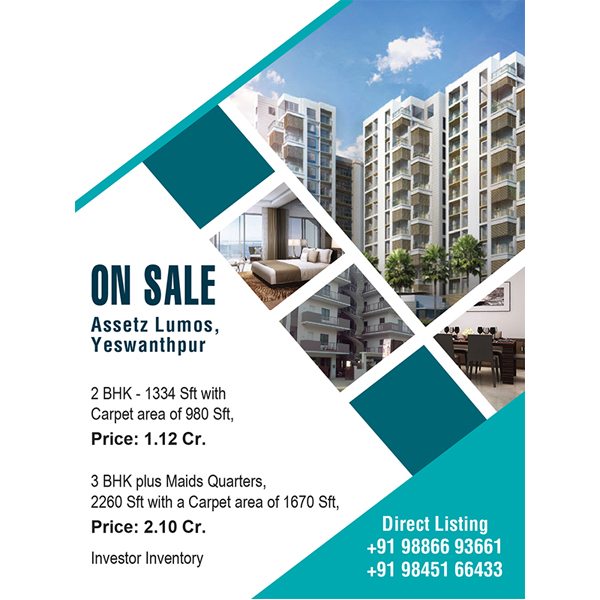 ON SALE
Assetz Lumos,
Yeswanthpur
2 BHK - 1334 Sft with
Carpet area of 980 Sft,
Price: 1.12 Cr.
3 BHK plus Maids Quarters,
2260 Sft with a Carpet area of 1670 Sft,
Price: 2.10 Cr.
Investor Inventory
Direct Listing
+91 98866 93661
+91 98451 66433